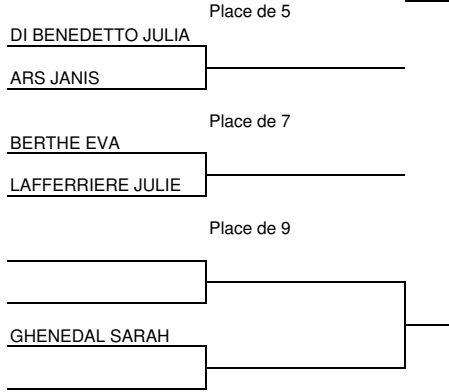 Place de 5
DI BENEDETTO JULIA
ARS JANIS
Place de 7
BERTHE EVA
LAFFERRIERE JULIE
Place de 9
GHENEDAL SARAH